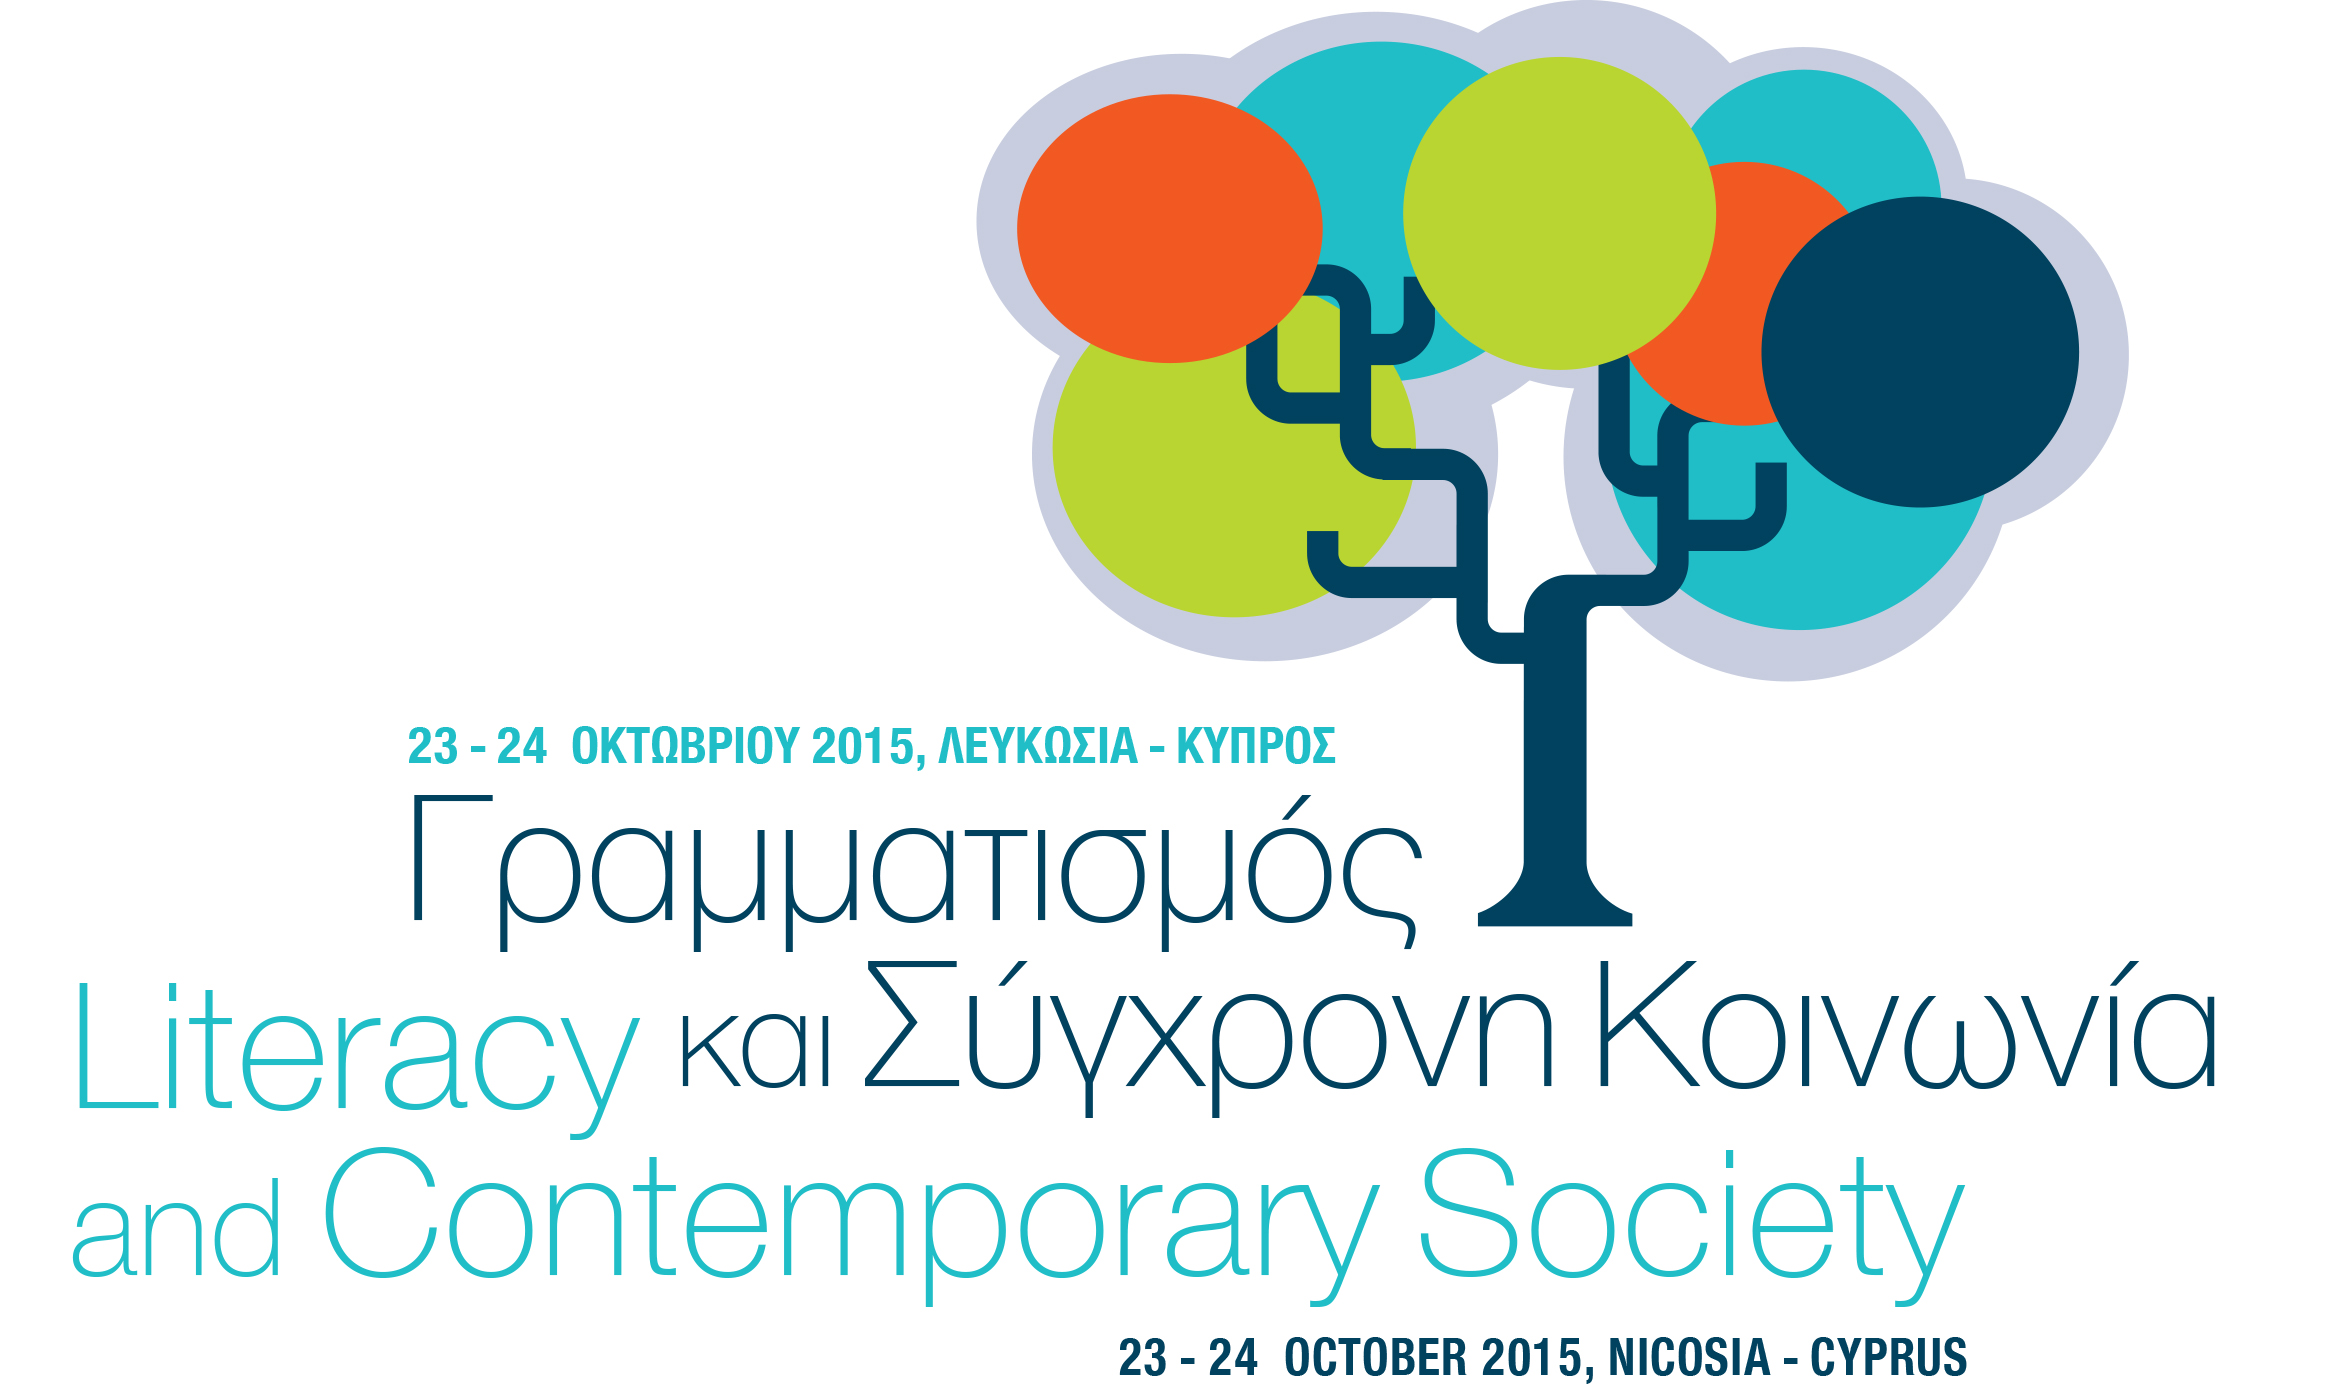 23 - 24 ΟΚΤΩΒΡΙΟΥ 2015, ΛΕΥΚΩΣΙΑ - ΚΥΠΡΟΣ
Γραμματισμός
και Σύγχρονη Κοινωνία
Literacy
and Contemporary Society
23 - 24 OCTOBER 2015, NICOSIA - CYPRUS